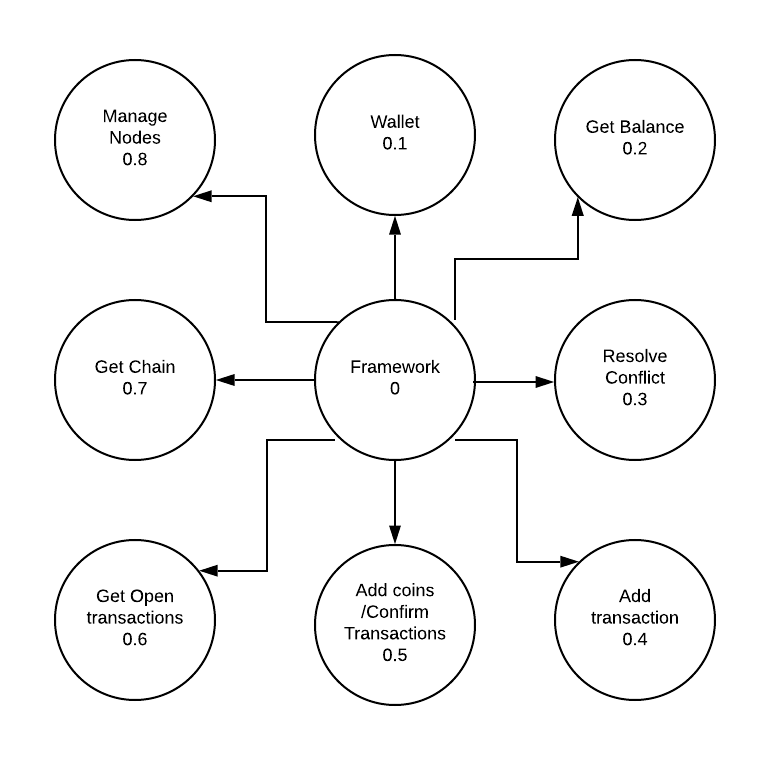 Manage
Nodes
0.8
Wallet
0.1
Get Balance
0.2
Get Chain
0.7
Framework
0
Resolve
Conflict
0.3
Get Open
transactions
0.6
Add coins
/Confirm
Transactions
0.5
Add
transaction
0.4